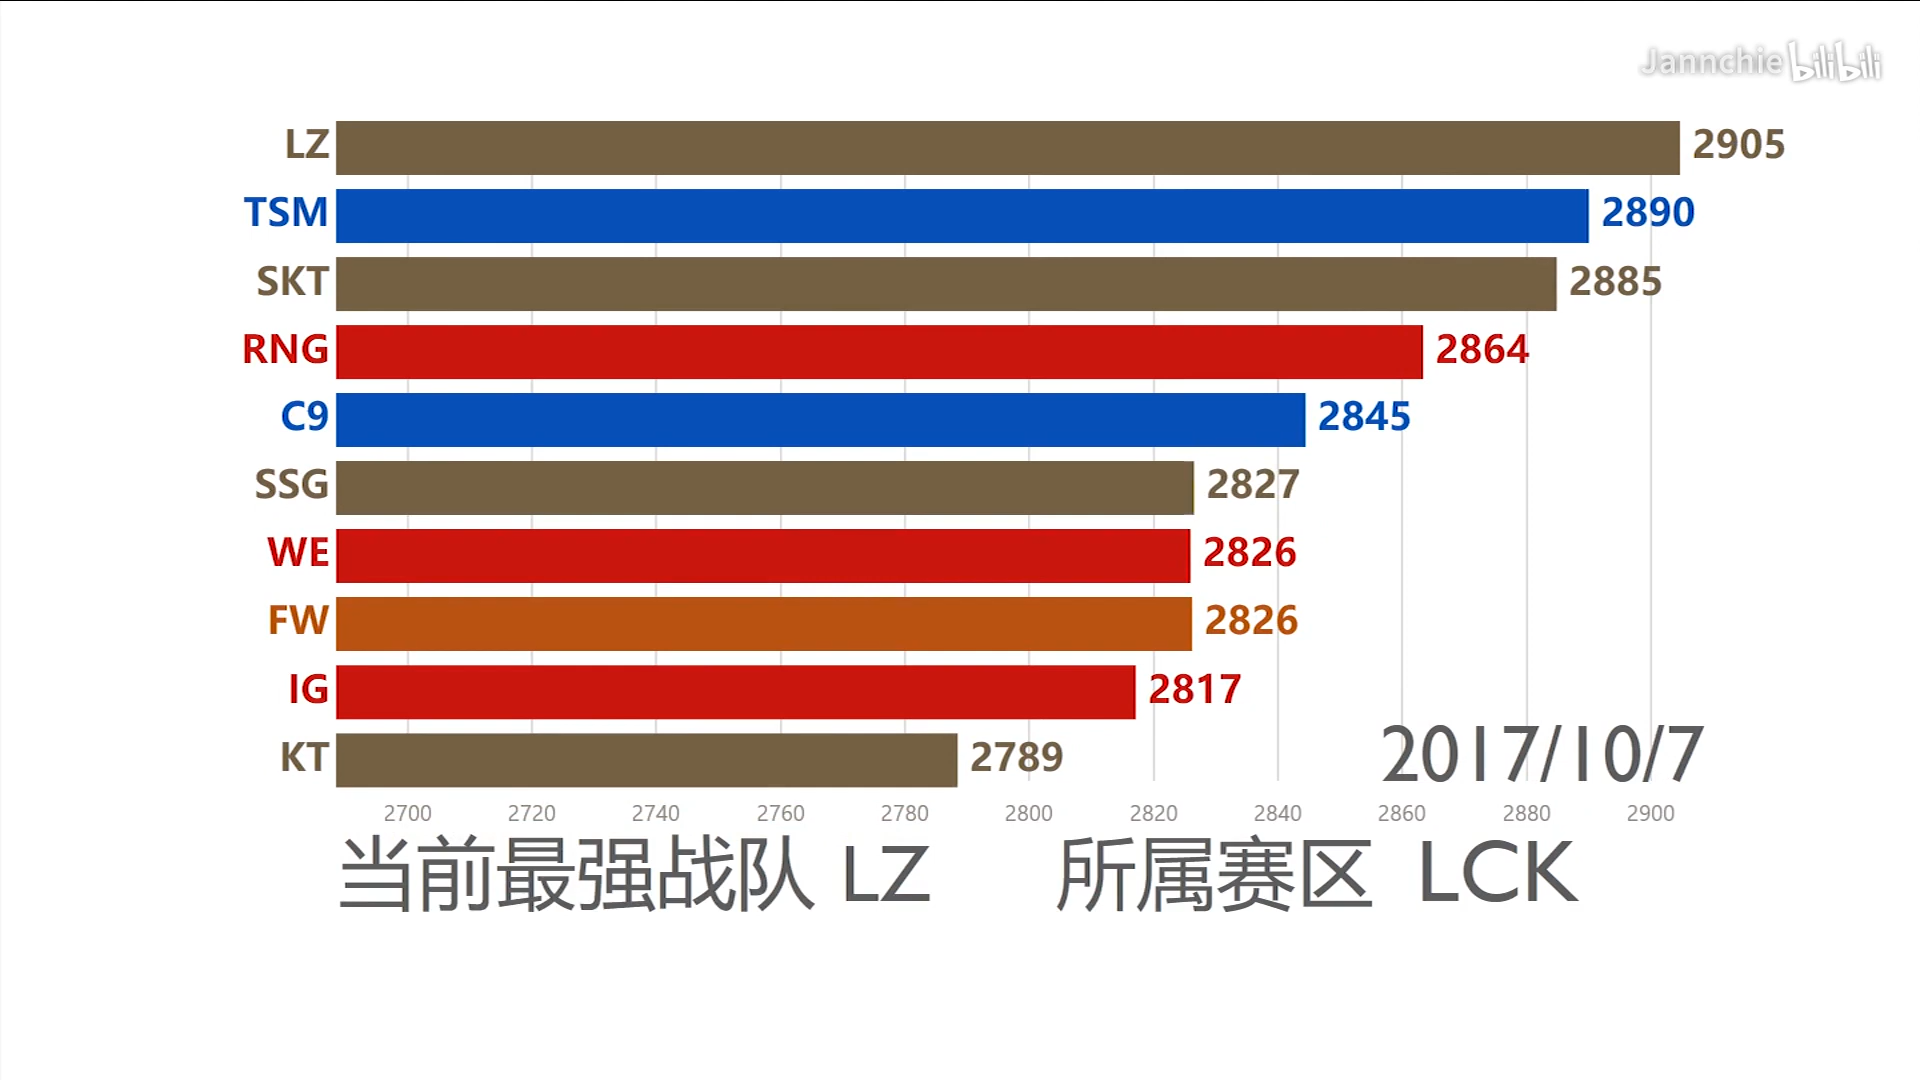 Jannchie bilibili
LZ 2905
TSM 2890
SKT 2885
RNG 2864
C9 2845
SSG 2827
WE 2826
FW 2826
IG 2817
KT 2789
2017/10/7
2700 2720 2740 2760 2780 2800 2820 2840 2860 2880 2900
当前最强战队 LZ 所属赛区 LCK